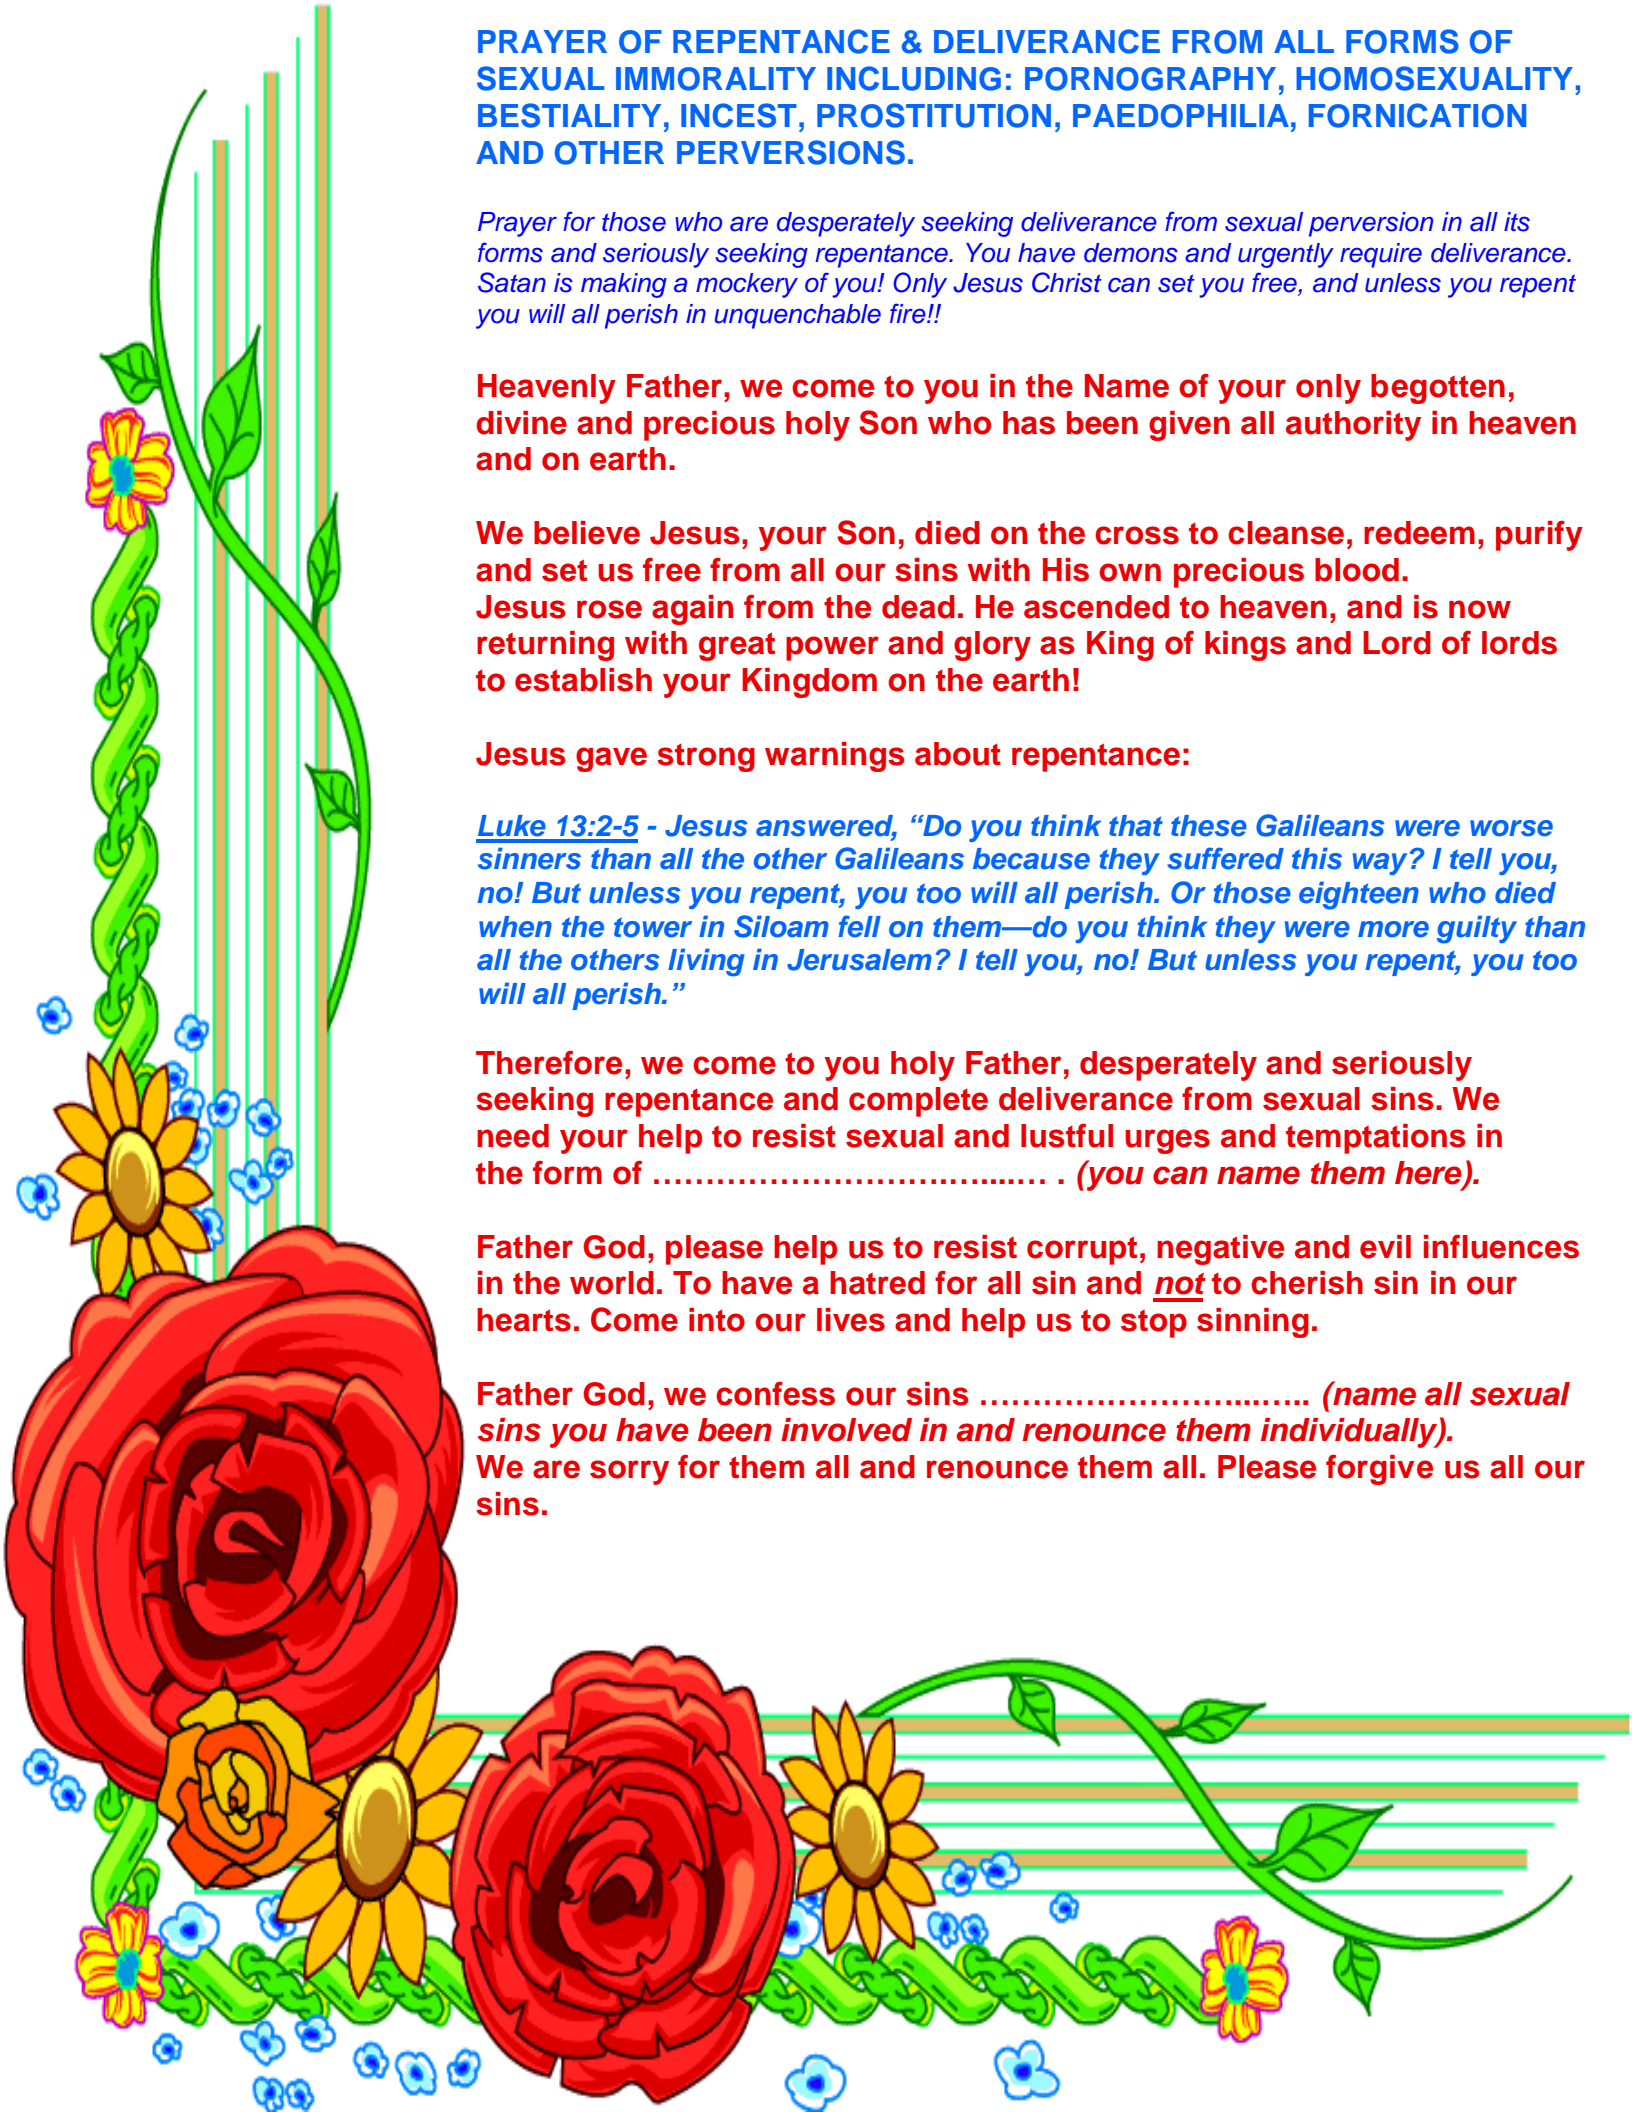 PRAYER OF REPENTANCE & DELIVERANCE FROM ALL FORMS OF
SEXUAL IMMORALITY INCLUDING: PORNOGRAPHY, HOMOSEXUALITY,
BESTIALITY, INCEST, PROSTITUTION, PAEDOPHILIA, FORNICATION
AND OTHER PERVERSIONS.
Prayer for those who are desperately seeking deliverance from sexual perversion in all its
forms and seriously seeking repentance. You have demons and urgently require deliverance.
Satan is making a mockery of you! Only Jesus Christ can set you free, and unless you repent
you will all perish in unquenchable fire!!
Heavenly Father, we come to you in the Name of your only begotten,
divine and precious holy Son who has been given all authority in heaven
and on earth.
We believe Jesus, your Son, died on the cross to cleanse, redeem, purify
and set us free from all our sins with His own precious blood.
Jesus rose again from the dead. He ascended to heaven, and is now
returning with great power and glory as King of kings and Lord of lords
to establish your Kingdom on the earth!
Jesus gave strong warnings about repentance:
Luke 13:2-5 - Jesus answered, “Do you think that these Galileans were worse
sinners than all the other Galileans because they suffered this way? I tell you,
no! But unless you repent, you too will all perish. Or those eighteen who died
when the tower in Siloam fell on them—do you think they were more guilty than
all the others living in Jerusalem? I tell you, no! But unless you repent, you too
will all perish.”
Therefore, we come to you holy Father, desperately and seriously
seeking repentance and complete deliverance from sexual sins. We
need your help to resist sexual and lustful urges and temptations in
the form of ……………………….…....… . (you can name them here).
Father God, please help us to resist corrupt, negative and evil influences
in the world. To have a hatred for all sin and not to cherish sin in our
hearts. Come into our lives and help us to stop sinning.
Father God, we confess our sins ……………………...….. (name all sexual
sins you have been involved in and renounce them individually).
We are sorry for them all and renounce them all. Please forgive us all our
sins.